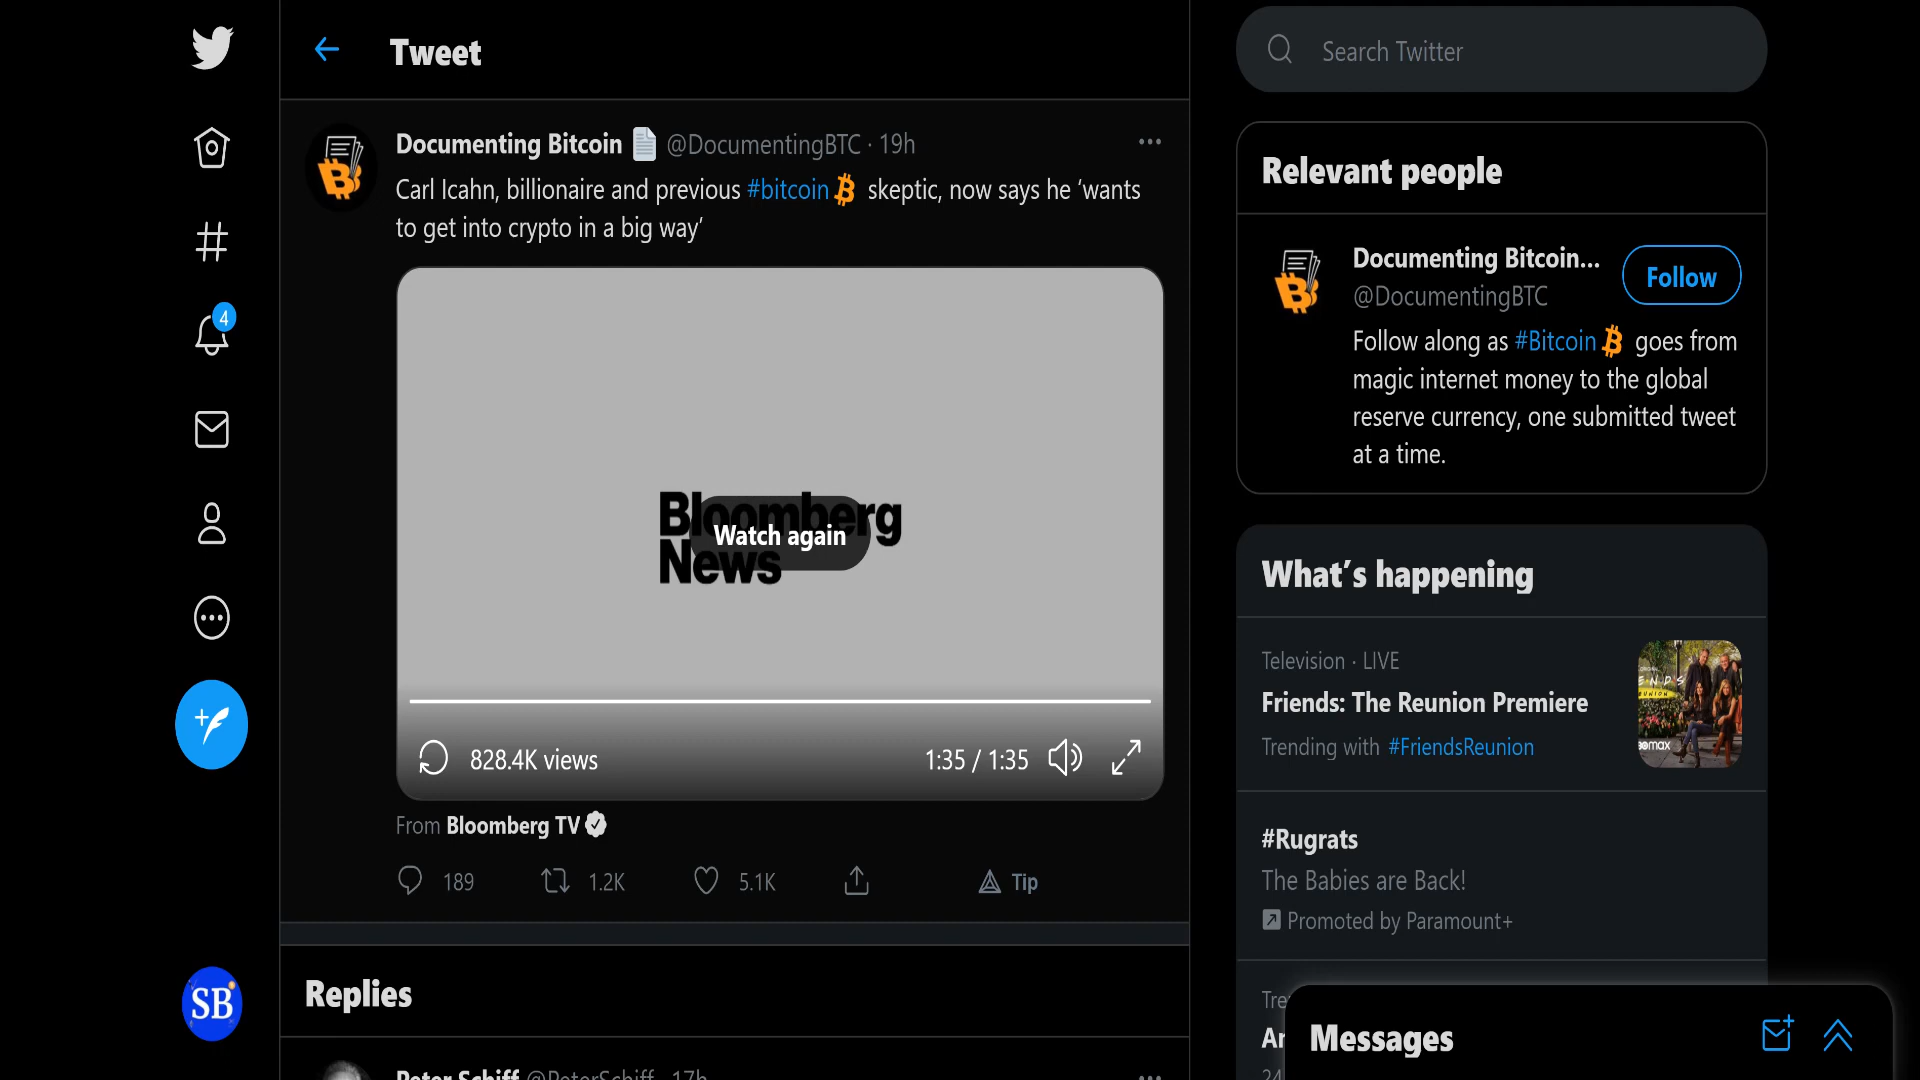 Tweet
Documenting Bitcoin @DocumentingBTC · 19h
Carl Icahn, billionaire and previous #bitcoin skeptic, now says he ‘wants
to get into crypto in a big way’
Bloomberg
News
Watch again
828.4K views
1:35 / 1:35
From Bloomberg TV
189
1.2K
5.1K
Tip
Replies
Peter Schiff @PeterSchiff · 17h
4
SB
Search Twitter
Relevant people
Documenting Bitcoin...
@DocumentingBTC
Follow
Follow along as #Bitcoin goes from
magic internet money to the global
reserve currency, one submitted tweet
at a time.
What’s happening
Television · LIVE
Friends: The Reunion Premiere
Trending with #FriendsReunion
#Rugrats
The Babies are Back!
Promoted by Paramount+
Messages